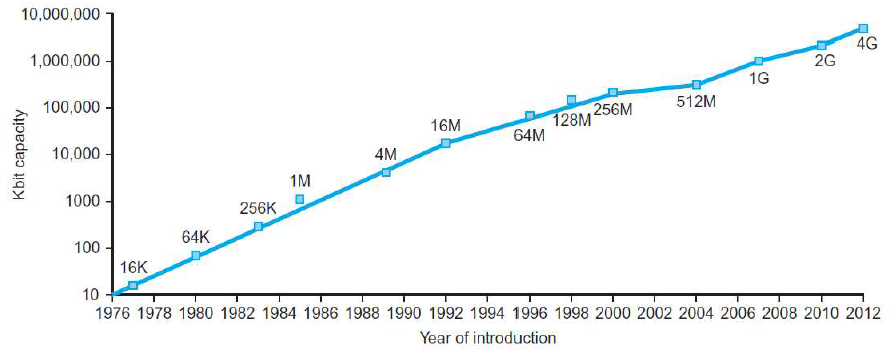 10,000,000
1,000,000
100,000
10,000
1000
100
10
Kbit capacity
16K
64K
256K
1M
4M
16M
64M
128M
256M
512M
1G
2G
4G
1976 1978 1980 1982 1984 1986 1988 1990 1992 1994 1996 1998 2000 2002 2004 2006 2008 2010 2012
Year of introduction